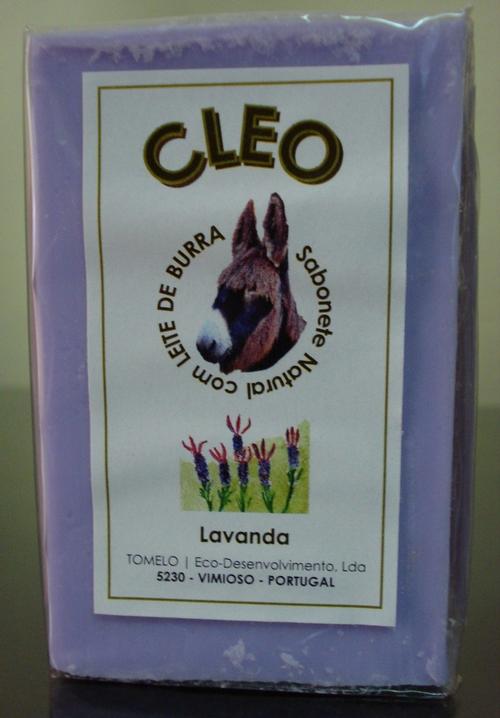 CLEO
Sabonete Natural com LEITE DE BURRA
Lavanda
TOMELO | Eco-Desenvolvimento, Lda
5230 - VIMIOSO - PORTUGAL